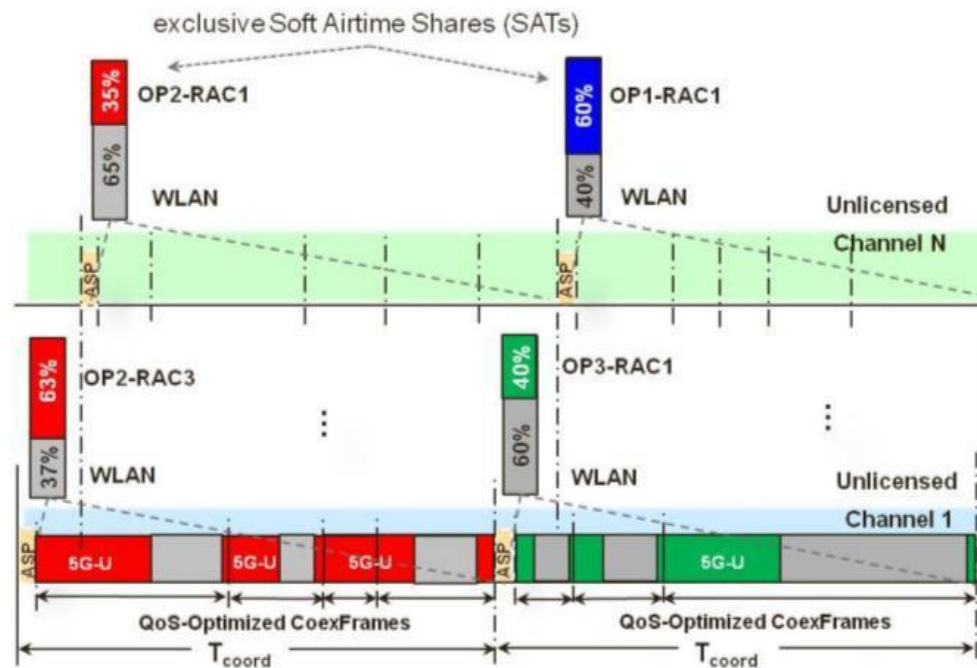 exclusive Soft Airtime Shares (SATs)
35%
OP2-RAC1
60%
OP1-RAC1
65%
WLAN
40%
WLAN
Unlicensed
Channel N
ASP
ASP
63%
OP2-RAC3
40%
OP3-RAC1
37%
WLAN
60%
WLAN
Unlicensed
Channel 1
ASP
5G-U
5G-U
5G-U
ASP
5G-U
QoS-Optimized CoexFrames
QoS-Optimized CoexFrames
Tcoord
Tcoord